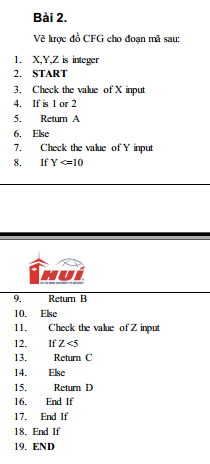 Bài 2.
Vẽ lược đồ CFG cho đoạn mã sau:
1. X,Y,Z is integer
2. START
3. Check the value of X input
4. If is 1 or 2
5. Return A
6. Else
7. Check the value of Y input
8. If Y <=10
HUI
9. Return B
10. Else
11. Check the value of Z input
12. If Z <5
13. Return C
14. Else
15. Return D
16. End If
17. End If
18. End If
19. END